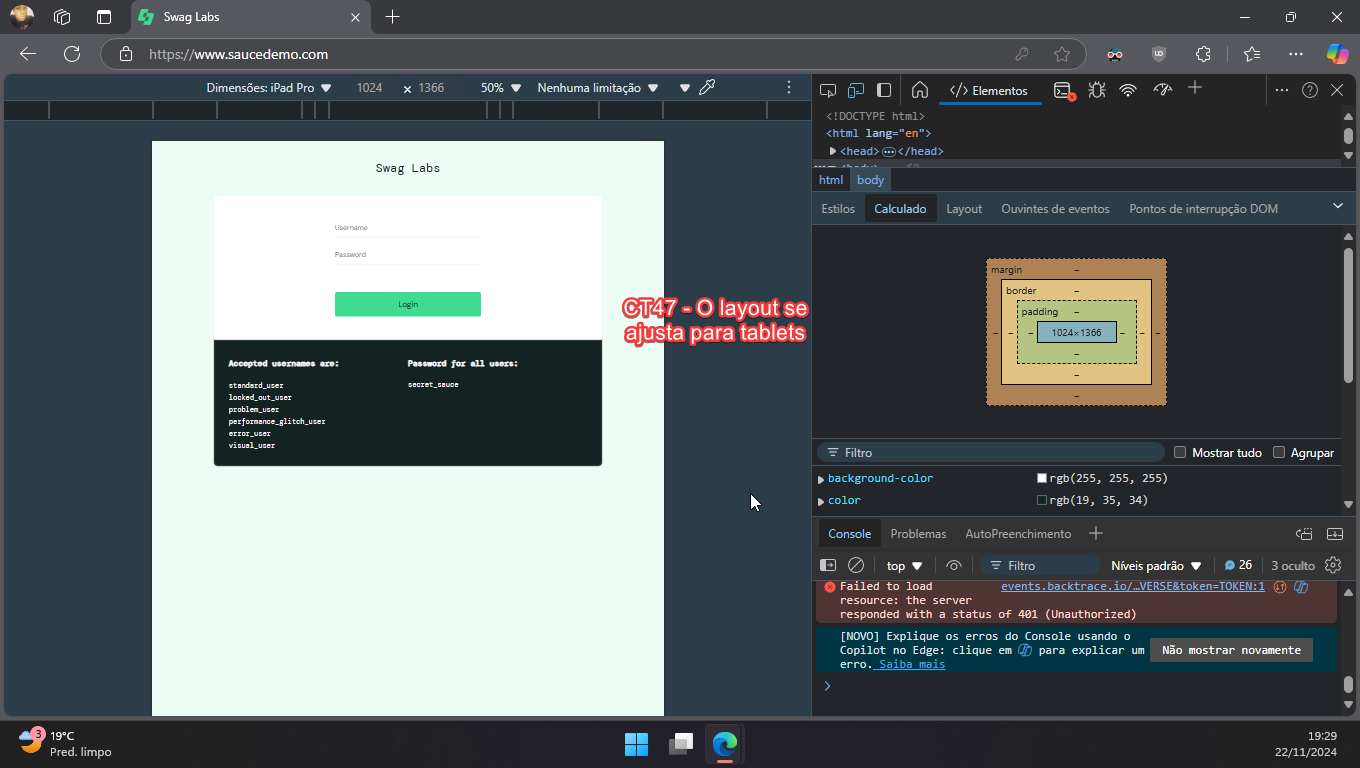 Swag Labs
https://www.saucedemo.com
Dimensões: iPad Pro
1024
×
1366
50%
Nenhuma limitação
Swag Labs
Username
Password
Login
Accepted usernames are:
standard_user
locked_out_user
problem_user
performance_glitch_user
error_user
visual_user
Password for all users:
secret_sauce
CT47 - O layout se
ajusta para tablets
Elementos
<!DOCTYPE html>
<html lang="en">
<head>
</head>
html
body
Estilos
Calculado
Layout
Ouvintes de eventos
Pontos de interrupção DOM
margin
border
padding
1024×1366
Filtro
Mostrar tudo
Agrupar
background-color
rgb(255, 255, 255)
color
rgb(19, 35, 34)
Console
Problemas
AutoPreenchimento
top
Filtro
Níveis padrão
26
3 oculto
Failed to load
events.backtrace.io/…VERSE&token=TOKEN:1
resource: the server
responded with a status of 401 (Unauthorized)
[NOVO] Explique os erros do Console usando o
Copilot no Edge: clique em
para explicar um
erro. Saiba mais
Não mostrar novamente
3
19°C
Pred. limpo
19:29
22/11/2024